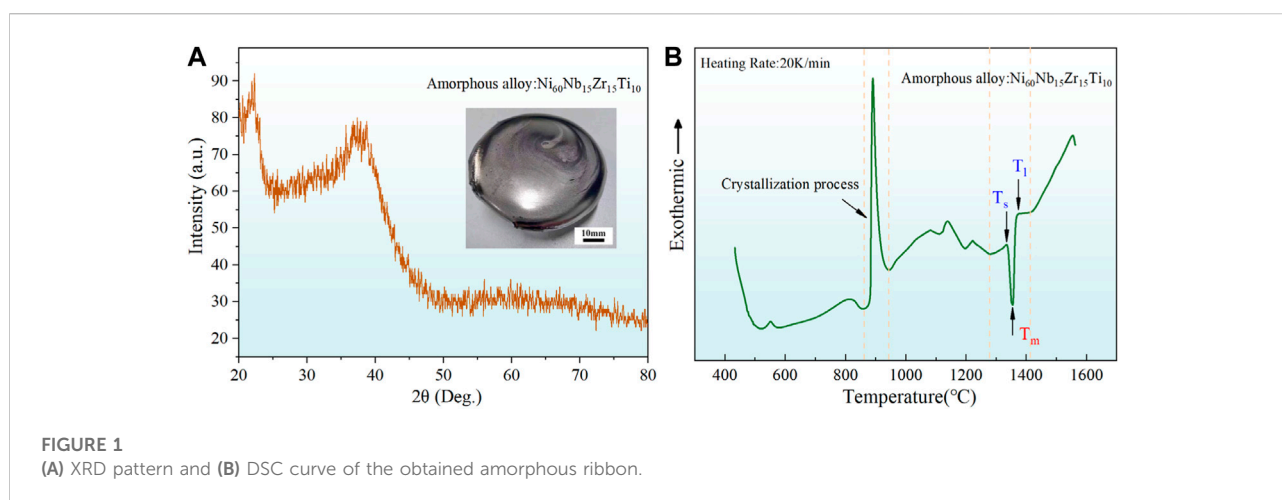 A
Intensity (a.u.)
90
80
70
60
50
40
30
20
Amorphous alloy:Ni₆₀Nb₁₅Zr₁₅Ti₁₀
10mm
20 30 40 50 60 70 80
2θ (Deg.)
B
Exothermic
Heating Rate:20K/min
Amorphous alloy:Ni₆₀Nb₁₅Zr₁₅Ti₁₀
Crystallization process
Tₛ
Tₗ
Tₘ
400 600 800 1000 1200 1400 1600
Temperature(℃)
FIGURE 1
(A) XRD pattern and (B) DSC curve of the obtained amorphous ribbon.